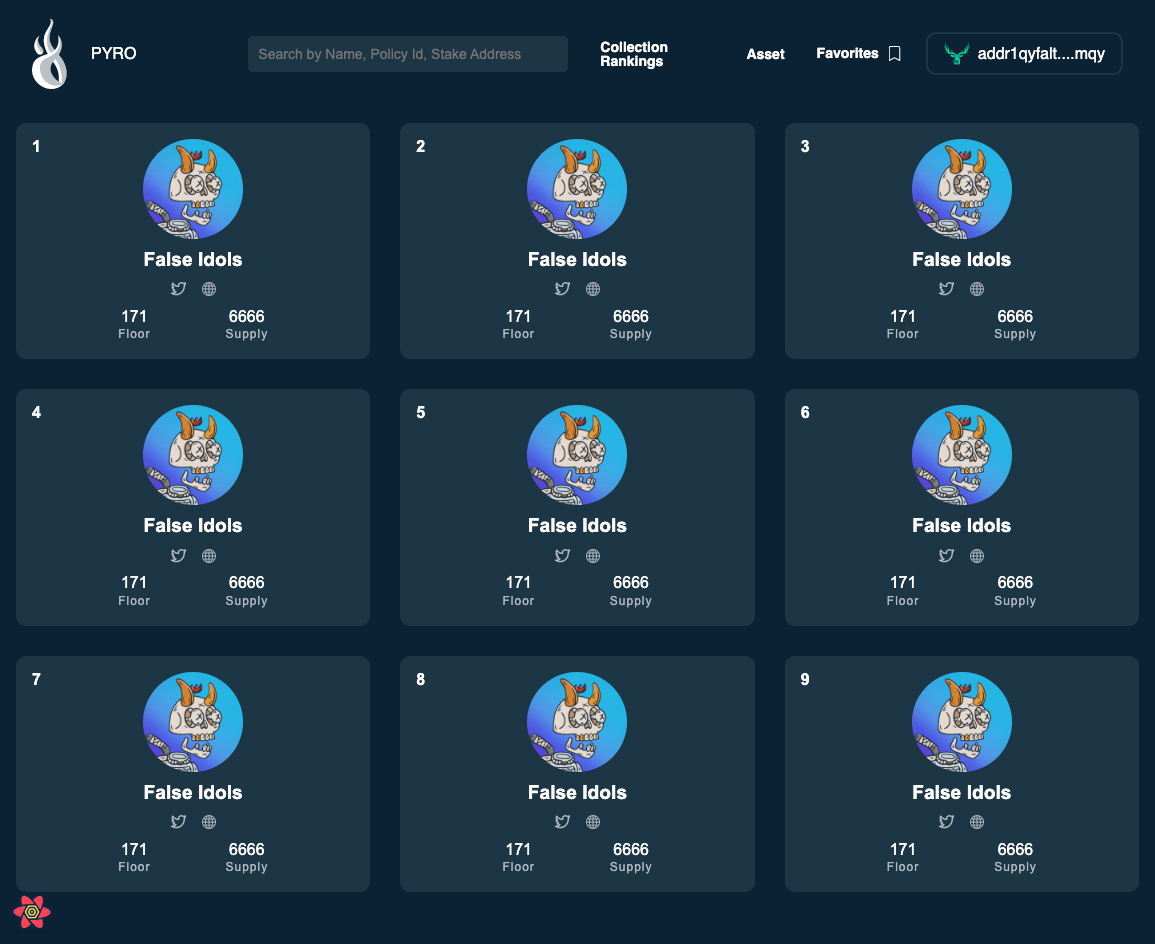 PYRO
Search by Name, Policy Id, Stake Address
Collection
Rankings
Asset
Favorites
addr1qyfalt....mqy
1
False Idols
171
6666
Floor
Supply
2
False Idols
171
6666
Floor
Supply
3
False Idols
171
6666
Floor
Supply
4
False Idols
171
6666
Floor
Supply
5
False Idols
171
6666
Floor
Supply
6
False Idols
171
6666
Floor
Supply
7
False Idols
171
6666
Floor
Supply
8
False Idols
171
6666
Floor
Supply
9
False Idols
171
6666
Floor
Supply